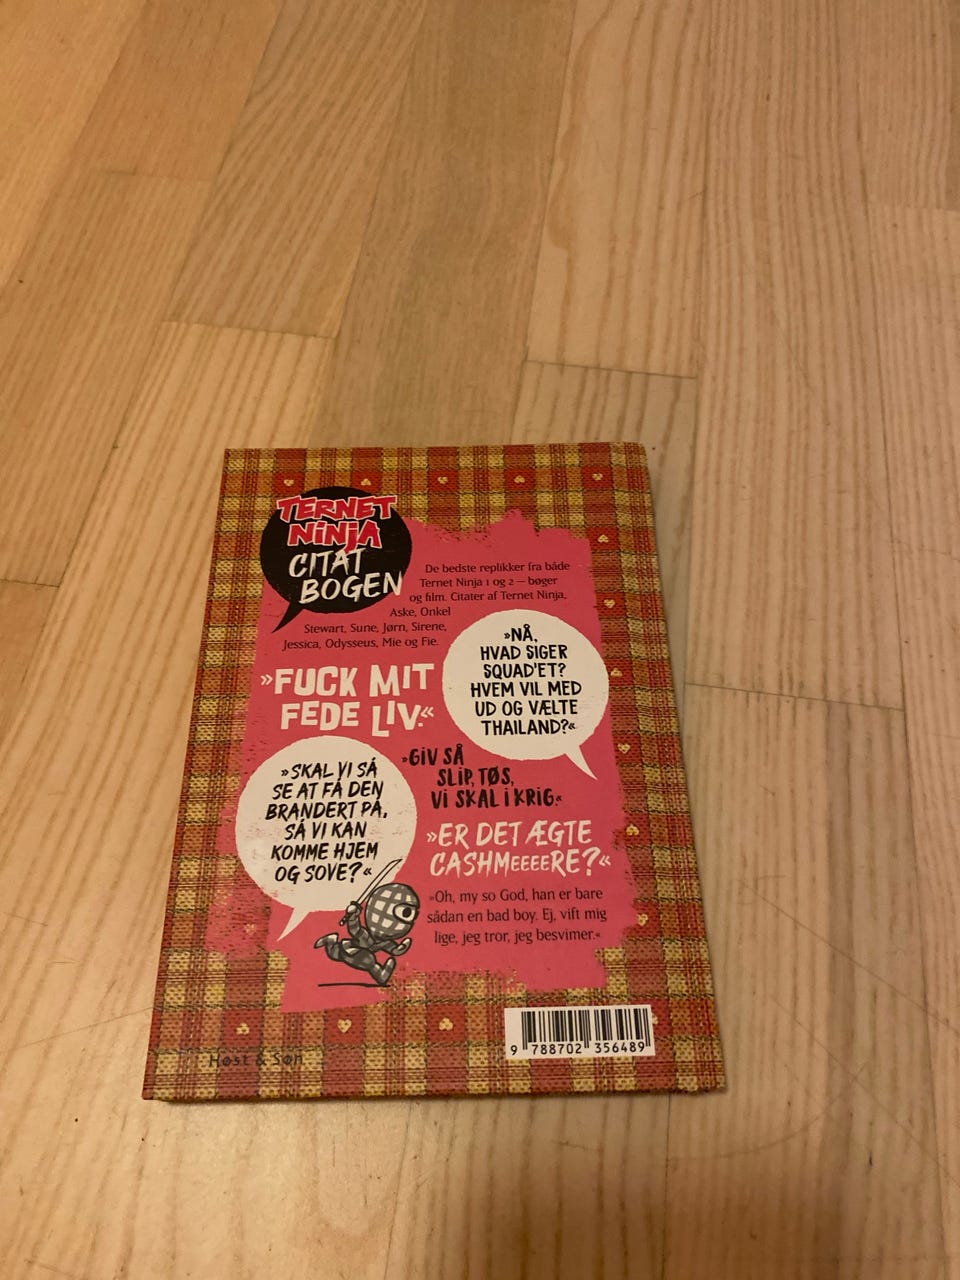 TERNET
NINJA
CITAT
BOGEN
De bedste replikker fra både
Ternet Ninja 1 og 2 – bøger
og film. Citater af Ternet Ninja,
Aske, Onkel
Stewart, Sune, Jørn, Sirene,
Jessica, Odysseus, Mie og Fie.
»FUCK MIT
FEDE LIV.«
»NÅ,
HVAD SIGER
SQUAD'ET?
HVEM VIL MED
UD OG VÆLTE
THAILAND?«
»GIV SÅ
SLIP, TØS,
VI SKAL I KRIG.«
»SKAL VI SÅ
SE AT FÅ DEN
BRANDERT PÅ,
SÅ VI KAN
KOMME HJEM
OG SOVE?«
»ER DET ÆGTE
CASHMEEEERE?«
»Oh, my so God, han er bare
sådan en bad boy. Ej, vift mig
lige, jeg tror, jeg besvimer.«
Høst & Søn
9 788702 356489